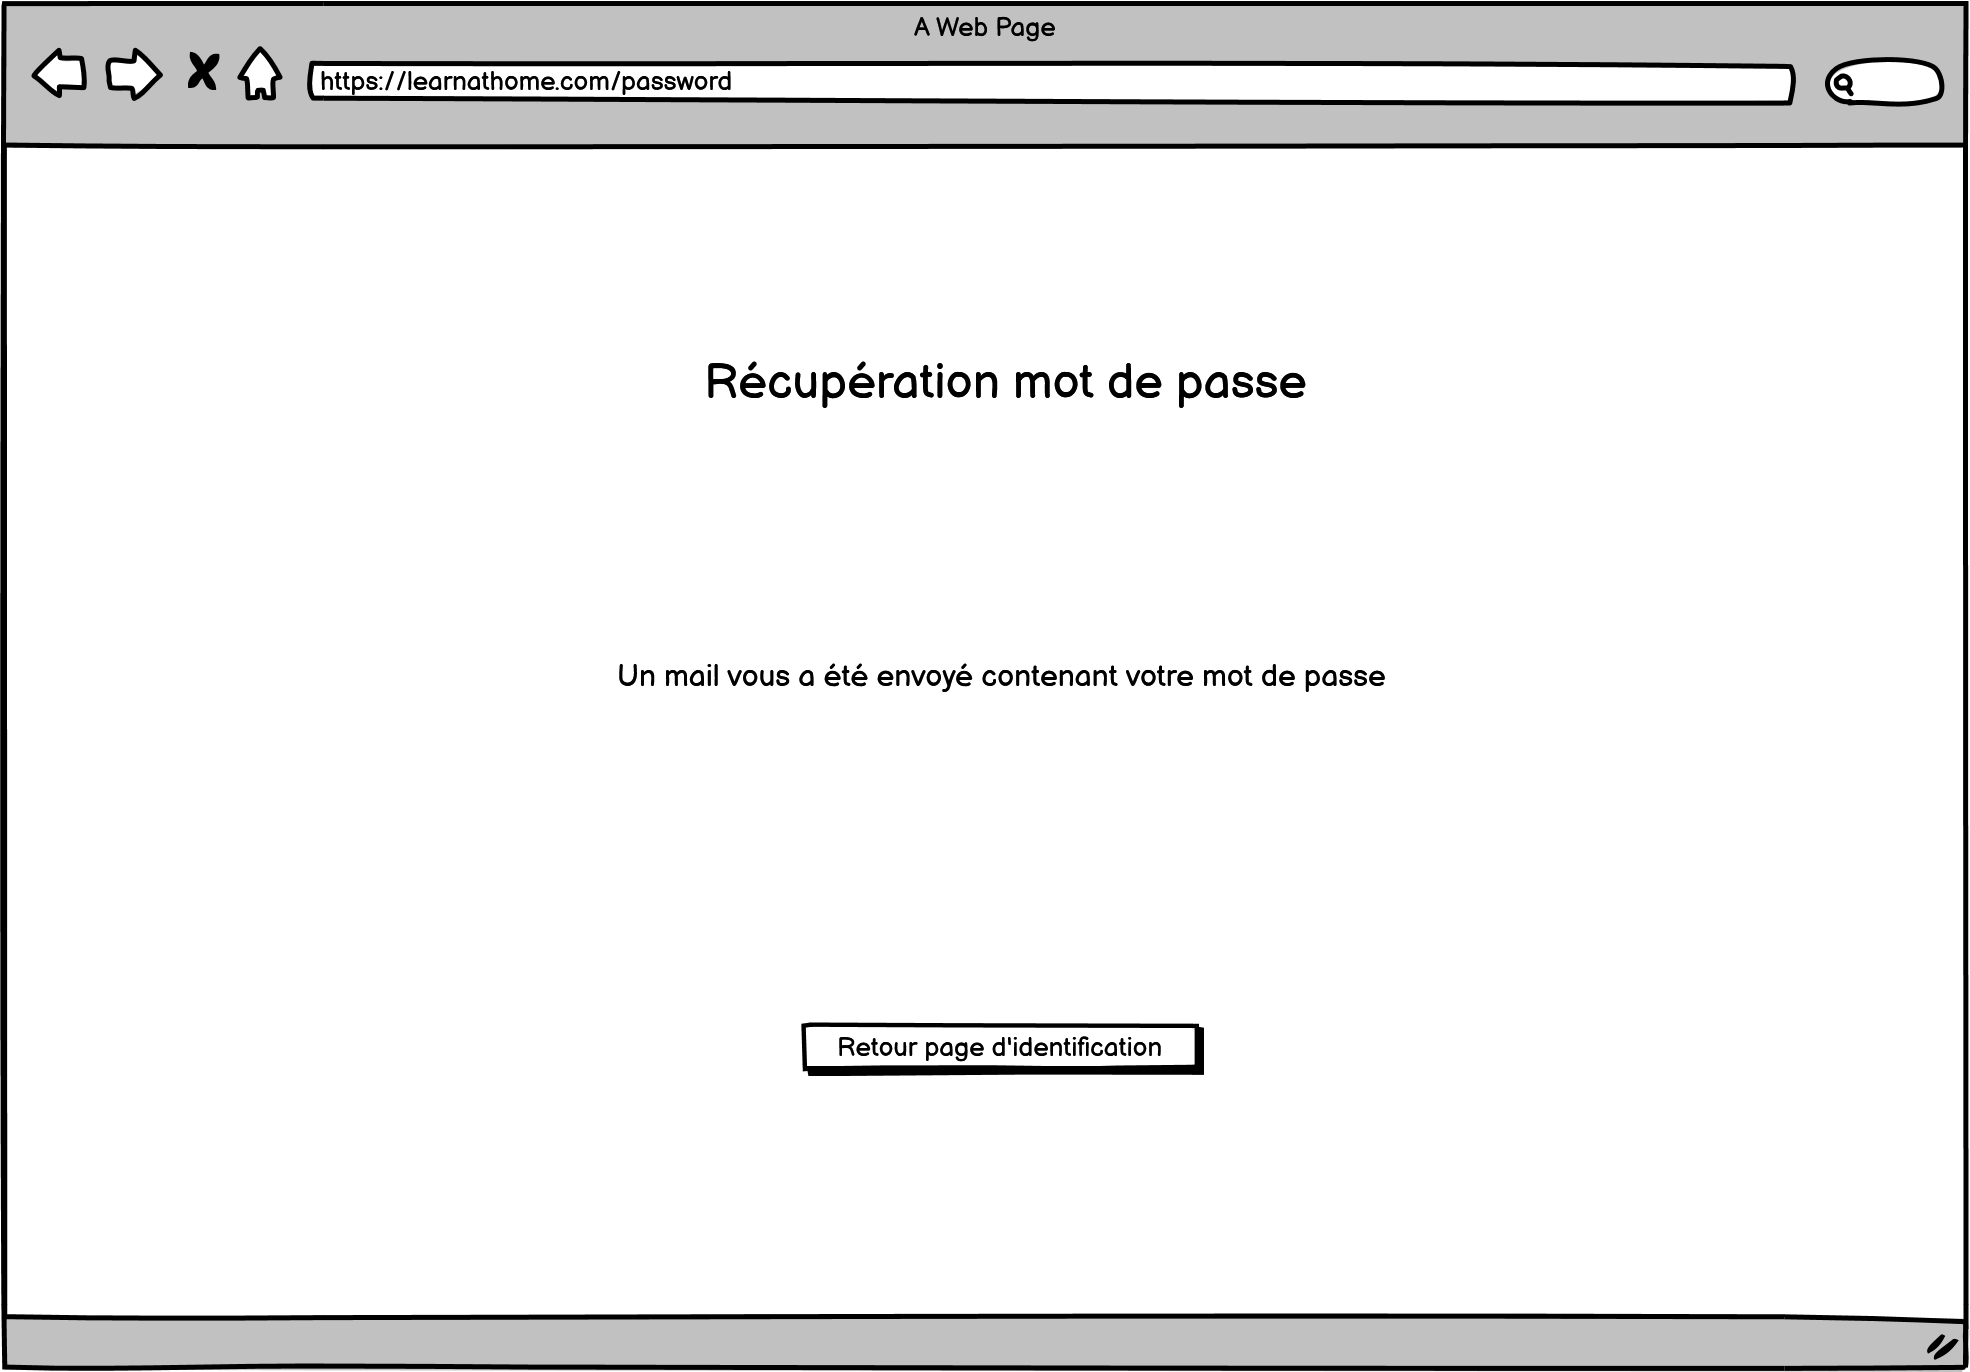 A Web Page
https://learnathome.com/password
Récupération mot de passe
Un mail vous a été envoyé contenant votre mot de passe
Retour page d'identification